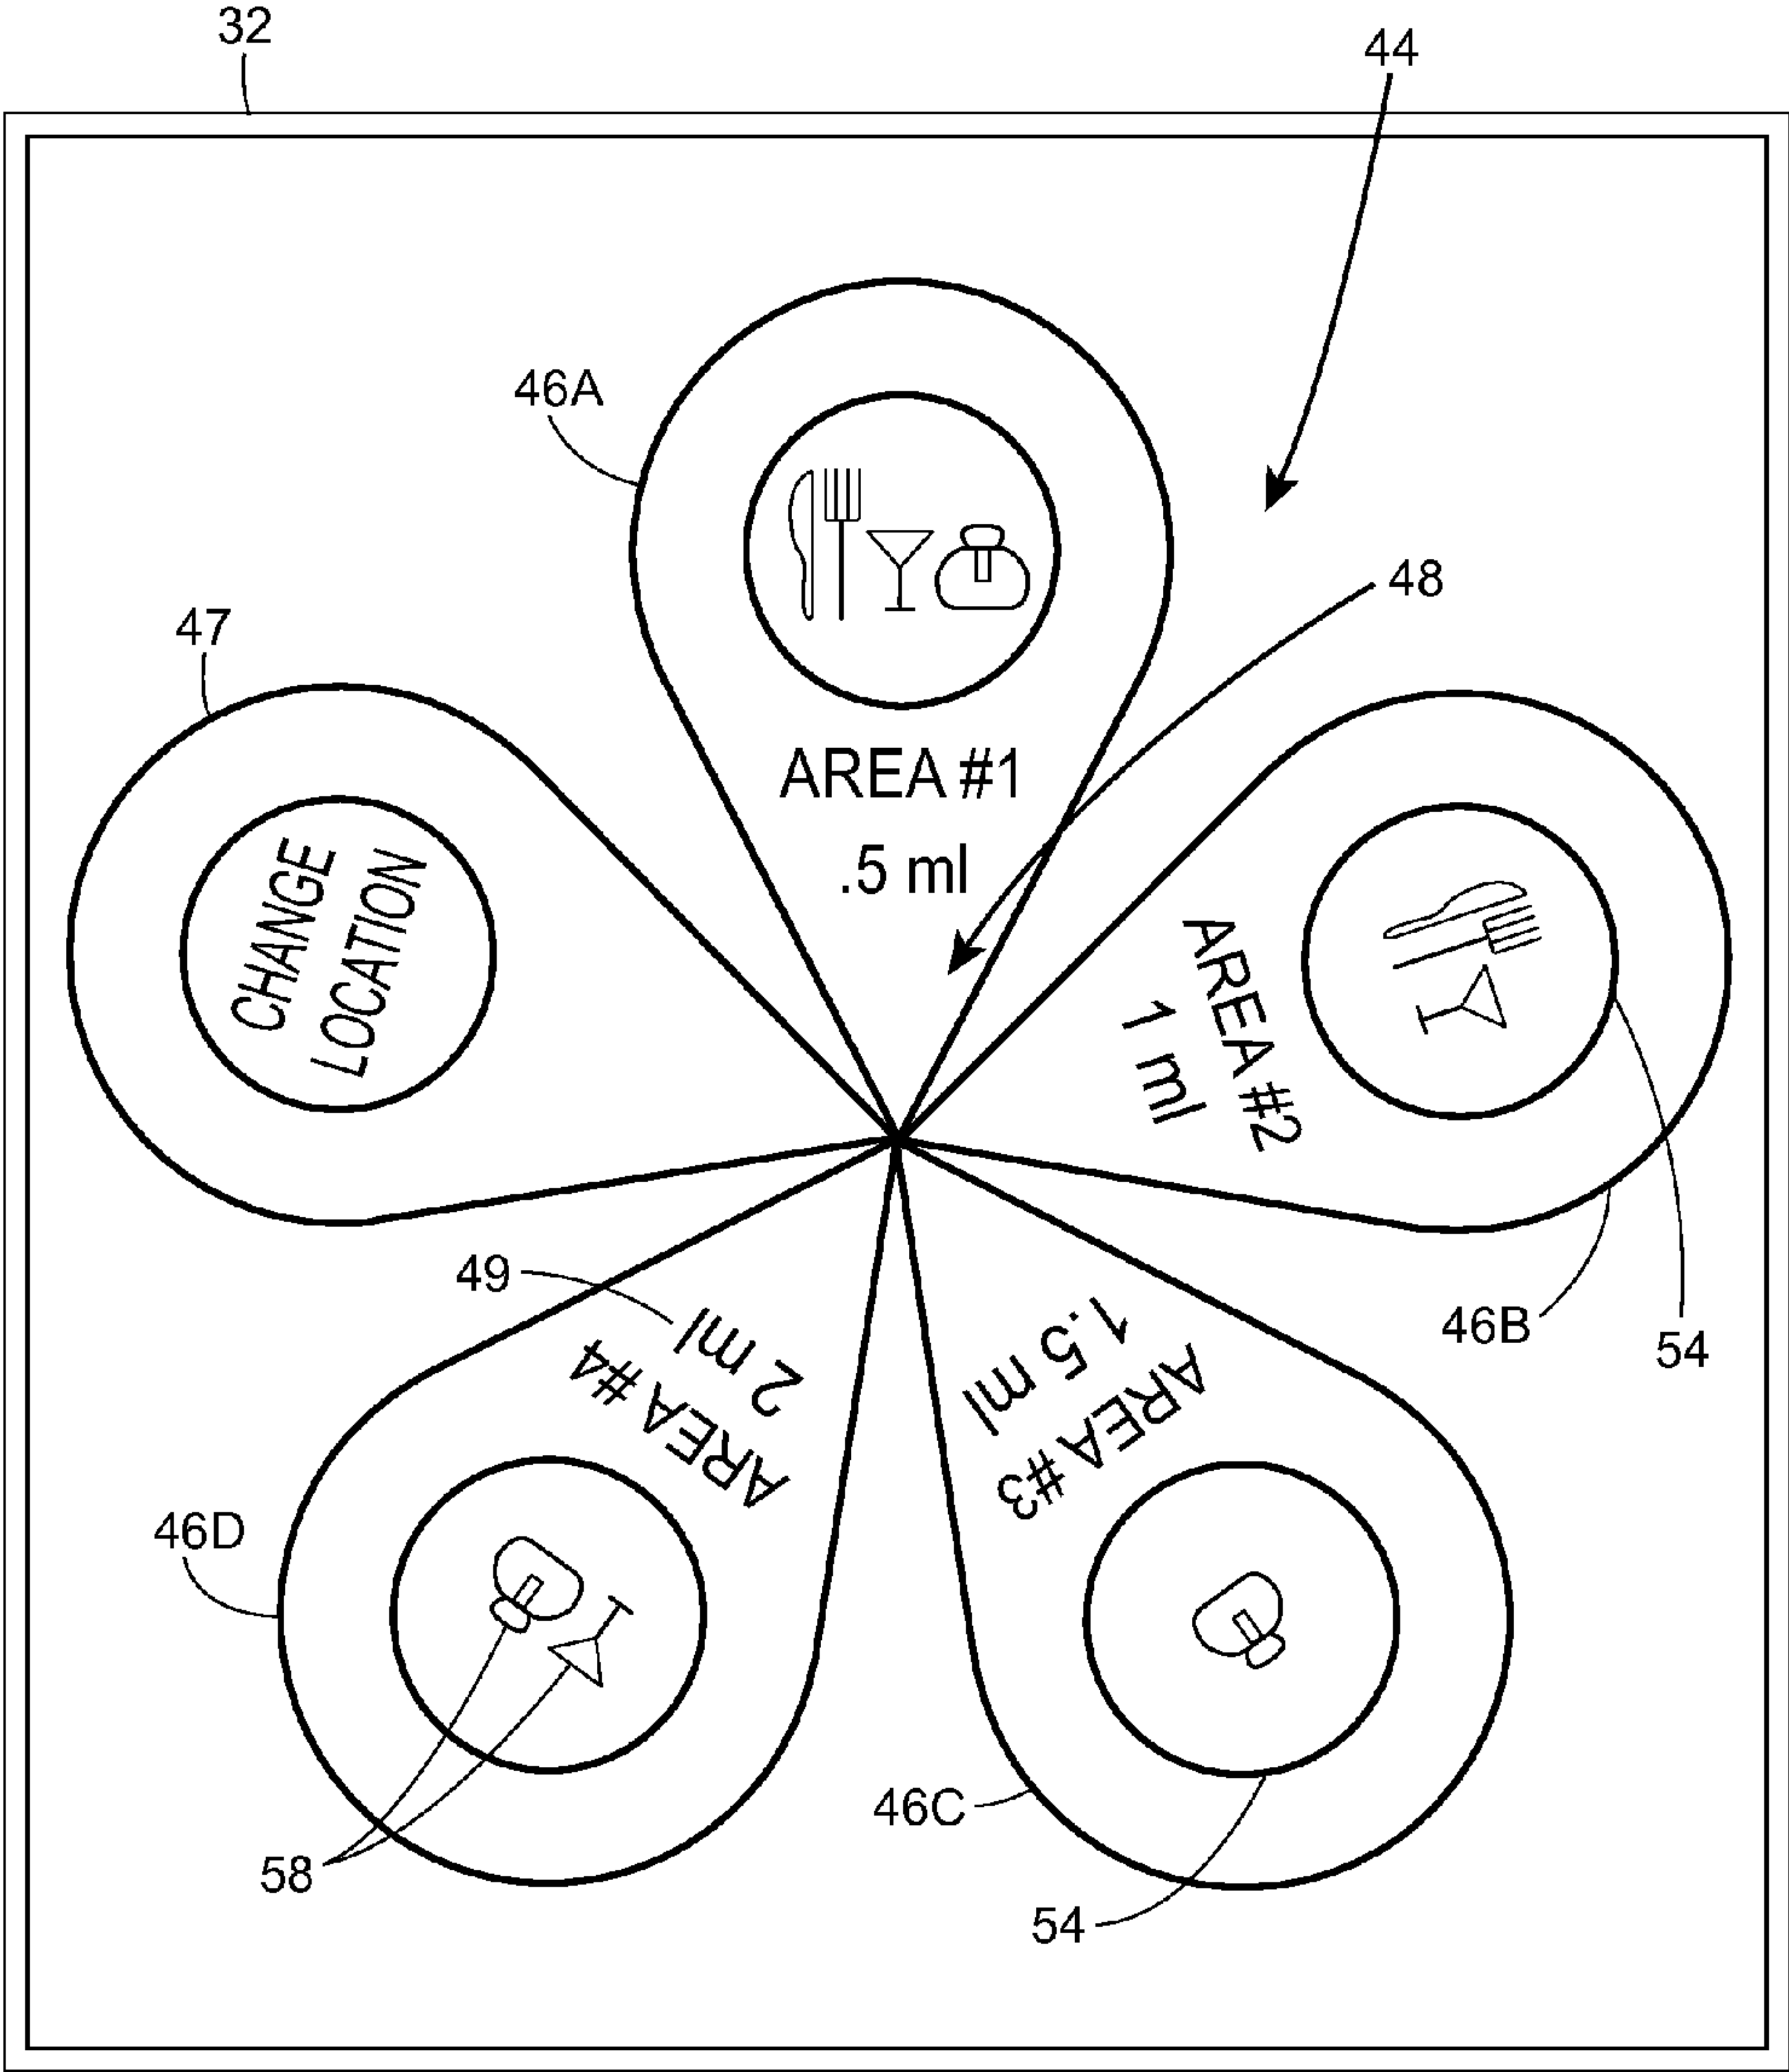 32
44
46A
48
47
AREA #1
.5 ml
CHANGE
LOCATION
AREA #2
1 ml
49
46B
54
AREA #4
2 ml
1.5 ml
AREA #3
46D
46C
58
54